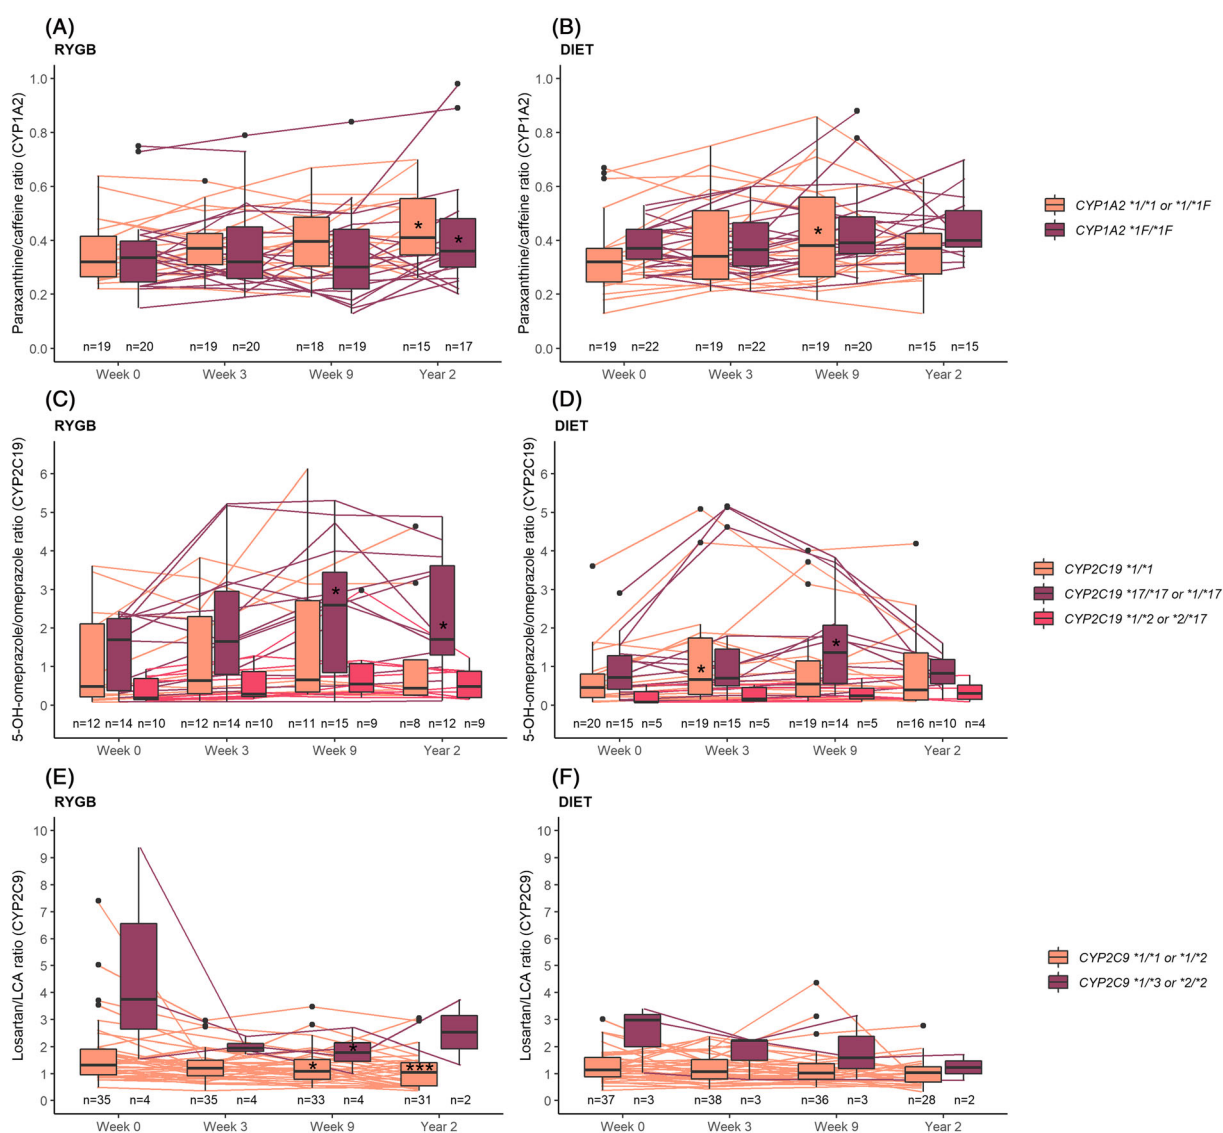 (A)
RYGB
Paraxanthine/caffeine ratio (CYP1A2)
1.0
0.8
0.6
0.4
0.2
0.0
*
*
n=19 n=20 n=19 n=20 n=18 n=19 n=15 n=17
Week 0 Week 3 Week 9 Year 2
(B)
DIET
Paraxanthine/caffeine ratio (CYP1A2)
1.0
0.8
0.6
0.4
0.2
0.0
*
n=19 n=22 n=19 n=22 n=19 n=20 n=15 n=15
Week 0 Week 3 Week 9 Year 2
CYP1A2 *1/*1 or *1/*1F
CYP1A2 *1F/*1F
(C)
RYGB
5-OH-omeprazole/omeprazole ratio (CYP2C19)
6
5
4
3
2
1
0
*
*
n=12 n=14 n=10 n=12 n=14 n=10 n=11 n=15 n=9 n=8 n=12 n=9
Week 0 Week 3 Week 9 Year 2
(D)
DIET
5-OH-omeprazole/omeprazole ratio (CYP2C19)
6
5
4
3
2
1
0
*
*
n=20 n=15 n=5 n=19 n=15 n=5 n=19 n=14 n=5 n=16 n=10 n=4
Week 0 Week 3 Week 9 Year 2
CYP2C19 *1/*1
CYP2C19 *17/*17 or *1/*17
CYP2C19 *1/*2 or *2/*17
(E)
RYGB
Losartan/LCA ratio (CYP2C9)
10
9
8
7
6
5
4
3
2
1
0
*
*
***
n=35 n=4 n=35 n=4 n=33 n=4 n=31 n=2
Week 0 Week 3 Week 9 Year 2
(F)
DIET
Losartan/LCA ratio (CYP2C9)
10
9
8
7
6
5
4
3
2
1
0
n=37 n=3 n=38 n=3 n=36 n=3 n=28 n=2
Week 0 Week 3 Week 9 Year 2
CYP2C9 *1/*1 or *1/*2
CYP2C9 *1/*3 or *2/*2